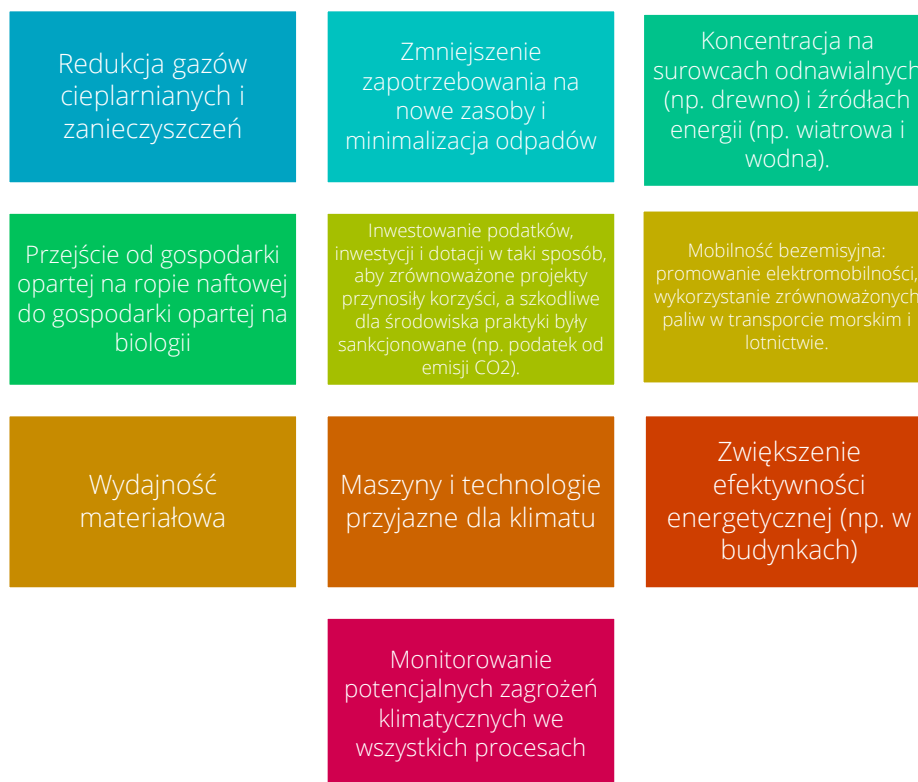 Redukcja gazów
cieplarnianych i
zanieczyszczeń
Zmniejszenie
zapotrzebowania na
nowe zasoby i
minimalizacja odpadów
Koncentracja na
surowcach odnawialnych
(np. drewno) i źródłach
energii (np. wiatrowa i
wodna).
Przejście od gospodarki
opartej na ropie naftowej
do gospodarki opartej na
biologii
Inwestowanie podatków,
inwestycji i dotacji w taki sposób,
aby zrównoważone projekty
przynosiły korzyści, a szkodliwe
dla środowiska praktyki były
sankcjonowane (np. podatek od
emisji CO2).
Mobilność bezemisyjna:
promowanie elektromobilności,
wykorzystanie zrównoważonych
paliw w transporcie morskim i
lotnictwie.
Wydajność
materiałowa
Maszyny i technologie
przyjazne dla klimatu
Zwiększenie
efektywności
energetycznej (np. w
budynkach)
Monitorowanie
potencjalnych zagrożeń
klimatycznych we
wszystkich procesach